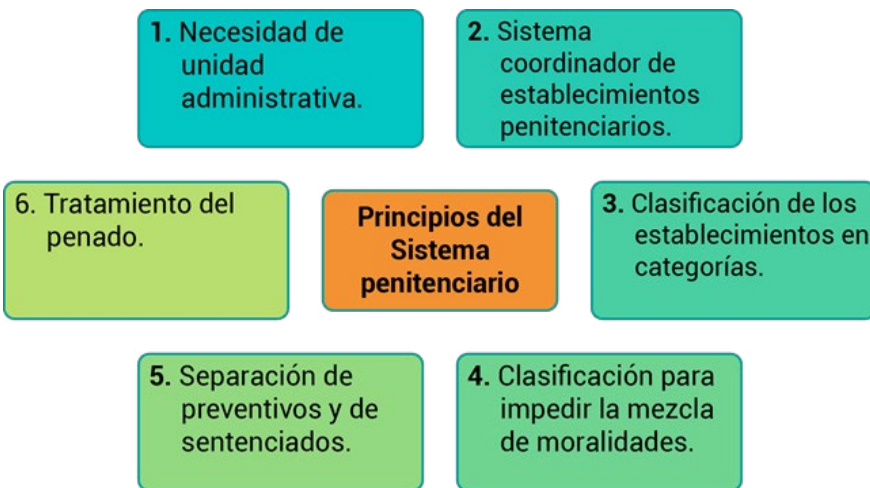 1. Necesidad de
unidad
administrativa.
2. Sistema
coordinador de
establecimientos
penitenciarios.
6. Tratamiento del
penado.
Principios del
Sistema
penitenciario
3. Clasificación de los
establecimientos en
categorías.
5. Separación de
preventivos y de
sentenciados.
4. Clasificación para
impedir la mezcla
de moralidades.